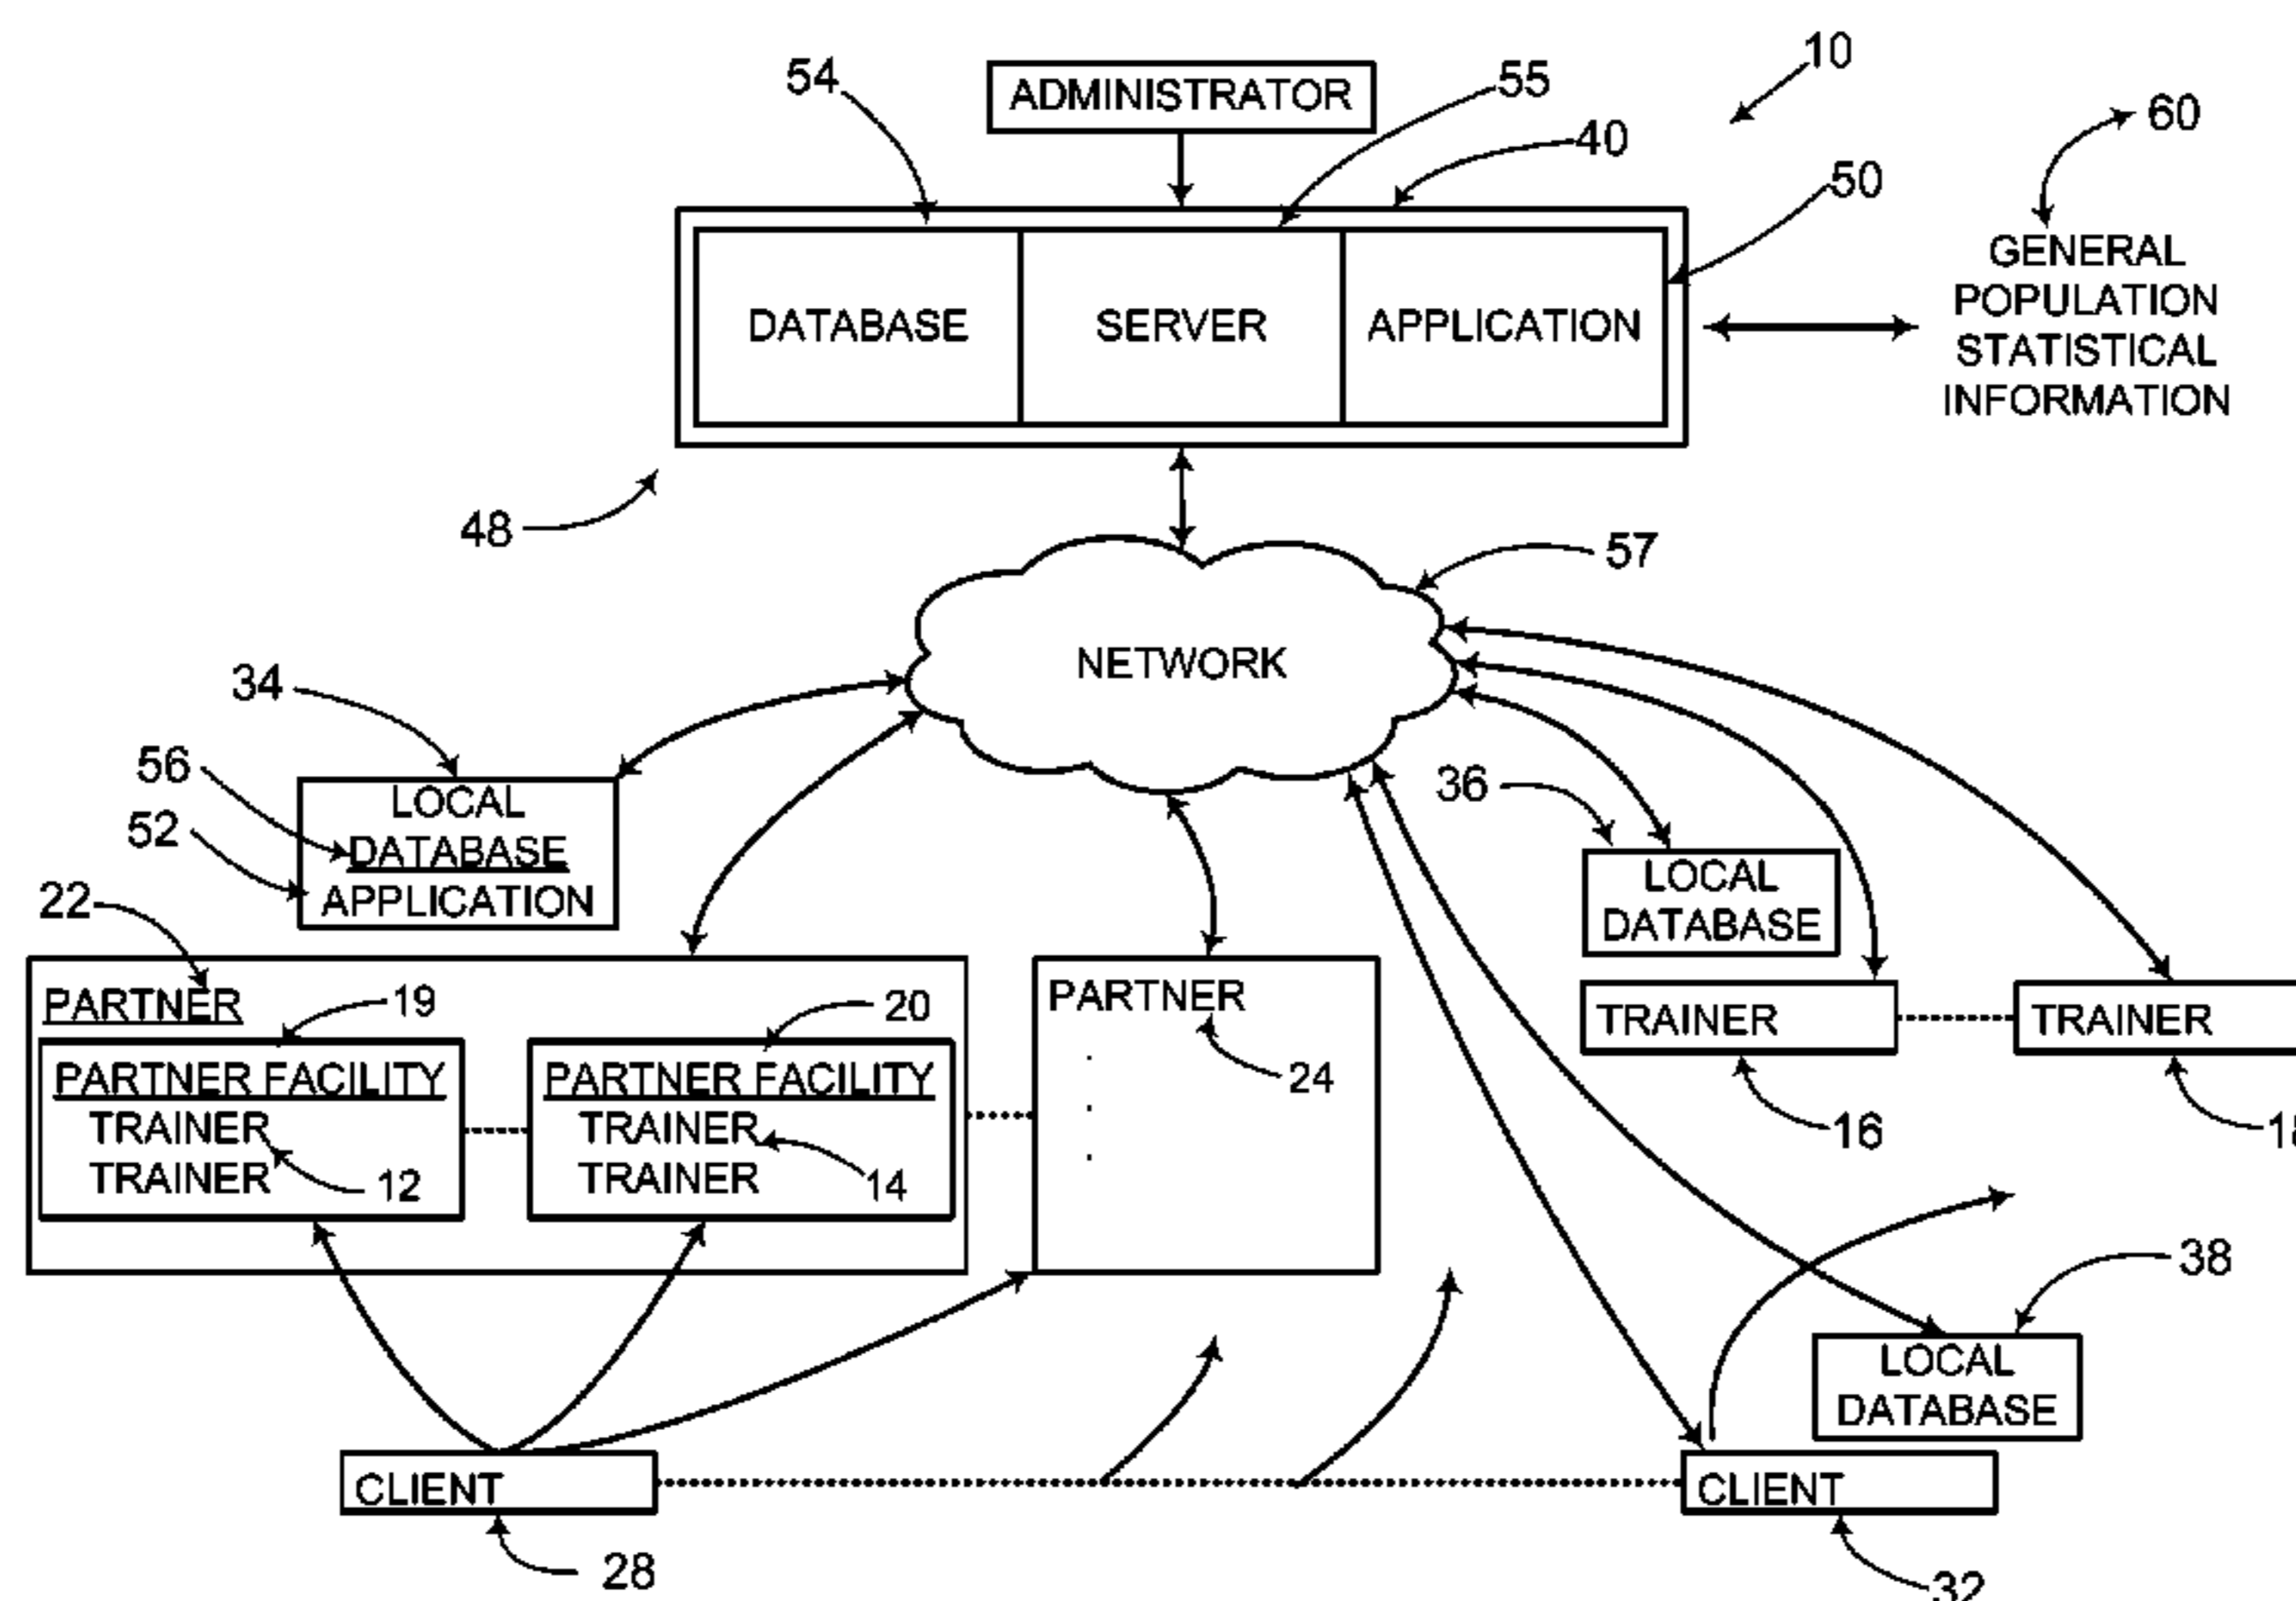 10
54
ADMINISTRATOR
55
60
40
50
GENERAL
POPULATION
STATISTICAL
INFORMATION
DATABASE
SERVER
APPLICATION
48
57
NETWORK
34
56
52
LOCAL
DATABASE
APPLICATION
36
LOCAL
DATABASE
22
PARTNER
19
20
PARTNER FACILITY
TRAINER
TRAINER
12
PARTNER FACILITY
TRAINER
TRAINER
14
PARTNER
24
TRAINER
TRAINER
16
38
LOCAL
DATABASE
CLIENT
CLIENT
28
32